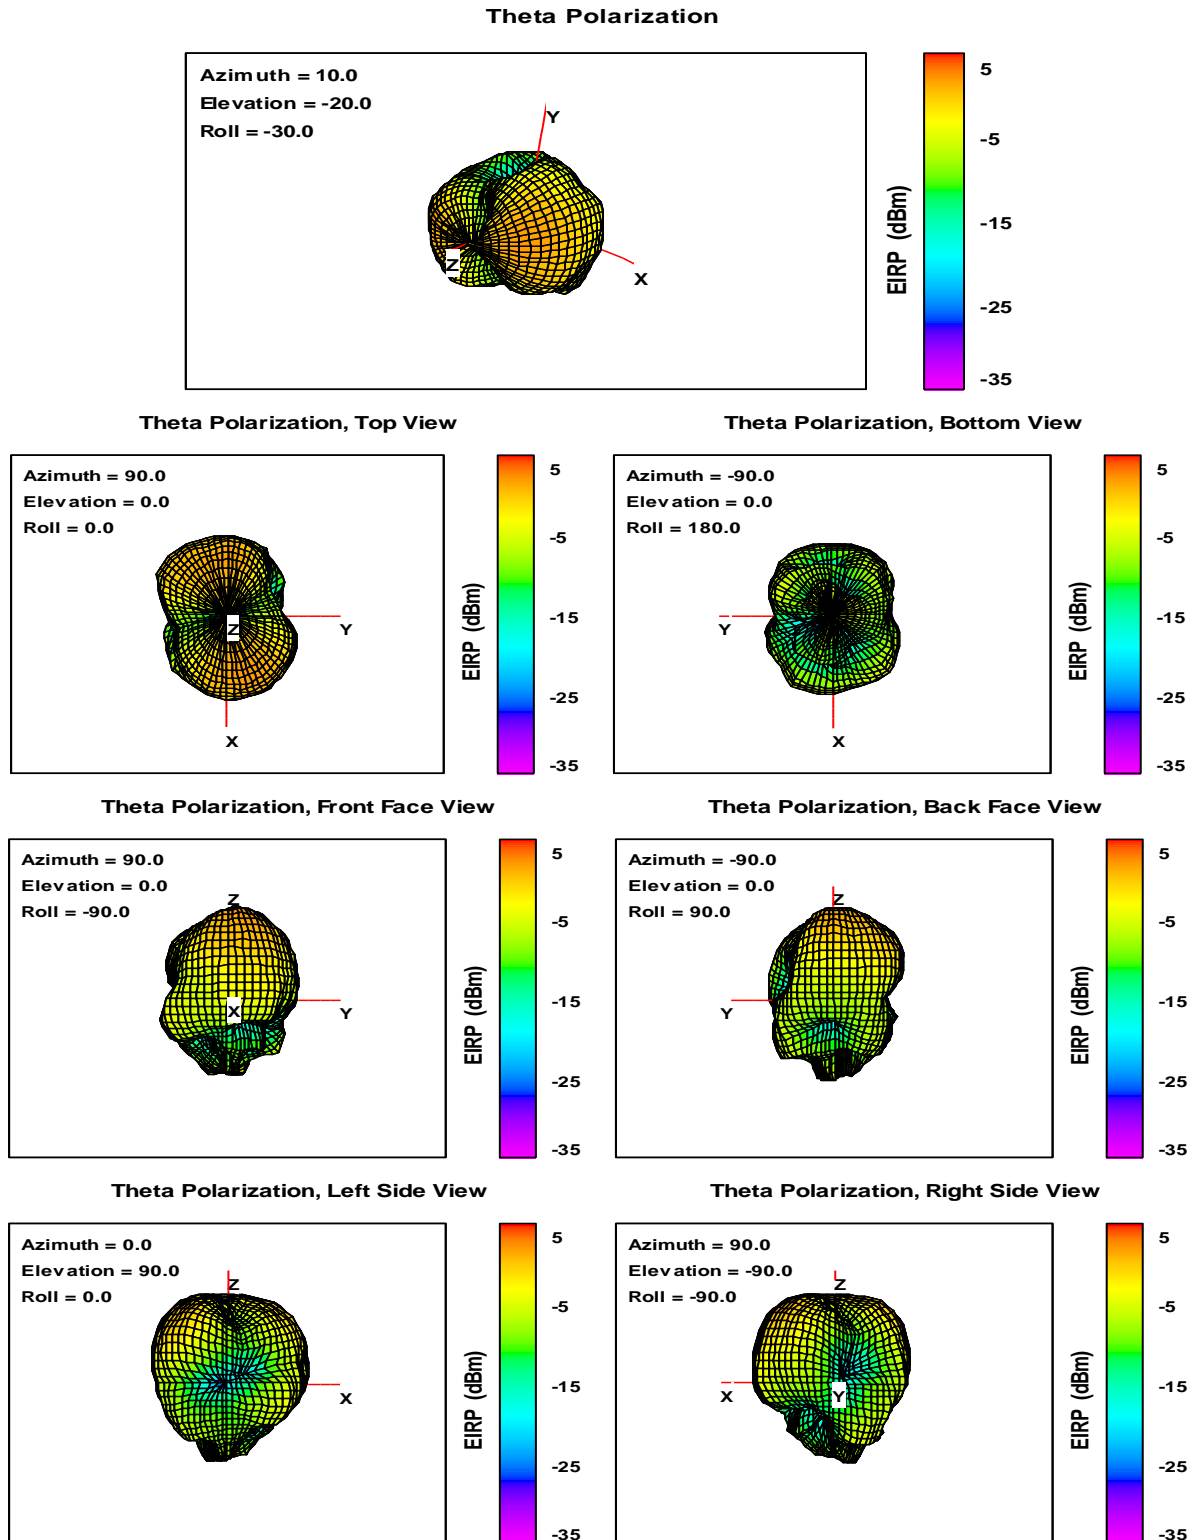 Theta Polarization
Azimuth = 10.0
Elevation = -20.0
Roll = -30.0
Y
Z
X
5
-5
-15
-25
-35
EIRP (dBm)
Theta Polarization, Top View
Azimuth = 90.0
Elevation = 0.0
Roll = 0.0
Z
Y
X
5
-5
-15
-25
-35
EIRP (dBm)
Theta Polarization, Bottom View
Azimuth = -90.0
Elevation = 0.0
Roll = 180.0
Y
X
5
-5
-15
-25
-35
EIRP (dBm)
Theta Polarization, Front Face View
Azimuth = 90.0
Elevation = 0.0
Roll = -90.0
Z
X
Y
5
-5
-15
-25
-35
EIRP (dBm)
Theta Polarization, Back Face View
Azimuth = -90.0
Elevation = 0.0
Roll = 90.0
Z
Y
5
-5
-15
-25
-35
EIRP (dBm)
Theta Polarization, Left Side View
Azimuth = 0.0
Elevation = 90.0
Roll = 0.0
Z
X
5
-5
-15
-25
-35
EIRP (dBm)
Theta Polarization, Right Side View
Azimuth = 90.0
Elevation = -90.0
Roll = -90.0
Z
X
Y
5
-5
-15
-25
-35
EIRP (dBm)